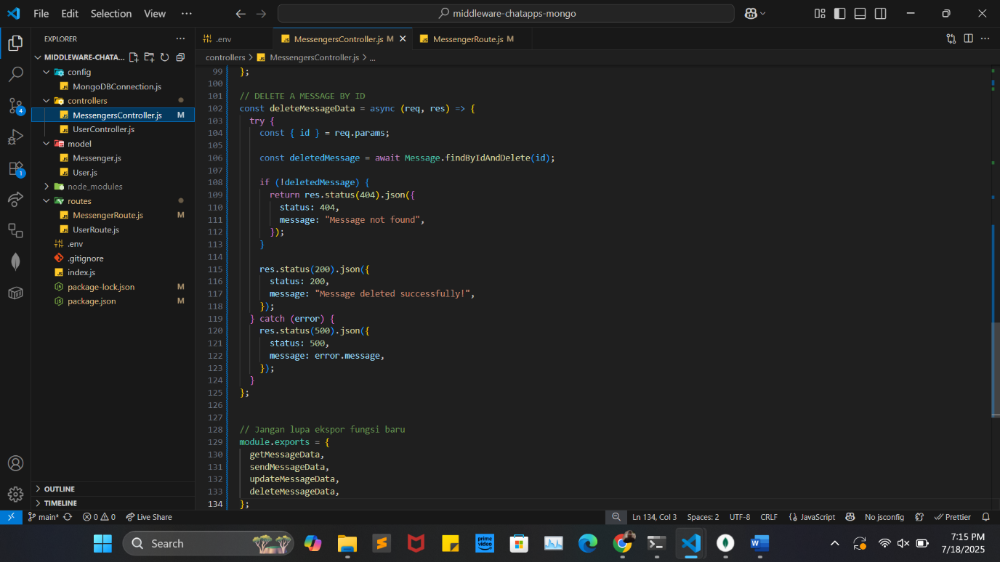 File Edit Selection View ··· middleware-chatapps-mongo
EXPLORER ···
MIDDLEWARE-CHATA...
config
MongoDBConnection.js
controllers
MessengersController.js M
UserController.js
model
Messenger.js
User.js
node_modules
routes
MessengerRoute.js M
UserRoute.js
.env
.gitignore
index.js
package-lock.json M
package.json M
OUTLINE
TIMELINE
4
1
.env MessengersController.js M MessengerRoute.js M
controllers > MessengersController.js > ...
99 };
100
101 // DELETE A MESSAGE BY ID
102 const deleteMessageData = async (req, res) => {
103 try {
104 const { id } = req.params;
105
106 const deletedMessage = await Message.findByIdAndDelete(id);
107
108 if (!deletedMessage) {
109 return res.status(404).json({
110 status: 404,
111 message: "Message not found",
112 });
113 }
114
115 res.status(200).json({
116 status: 200,
117 message: "Message deleted successfully!",
118 });
119 } catch (error) {
120 res.status(500).json({
121 status: 500,
122 message: error.message,
123 });
124 }
125 };
126
127
128 // Jangan lupa ekspor fungsi baru
129 module.exports = {
130 getMessageData,
131 sendMessageData,
132 updateMessageData,
133 deleteMessageData,
134 };
main* 0 0 Live Share Ln 134, Col 3 Spaces: 2 UTF-8 CRLF {} JavaScript No jsconfig Prettier
Search
prime video
7:15 PM
7/18/2025